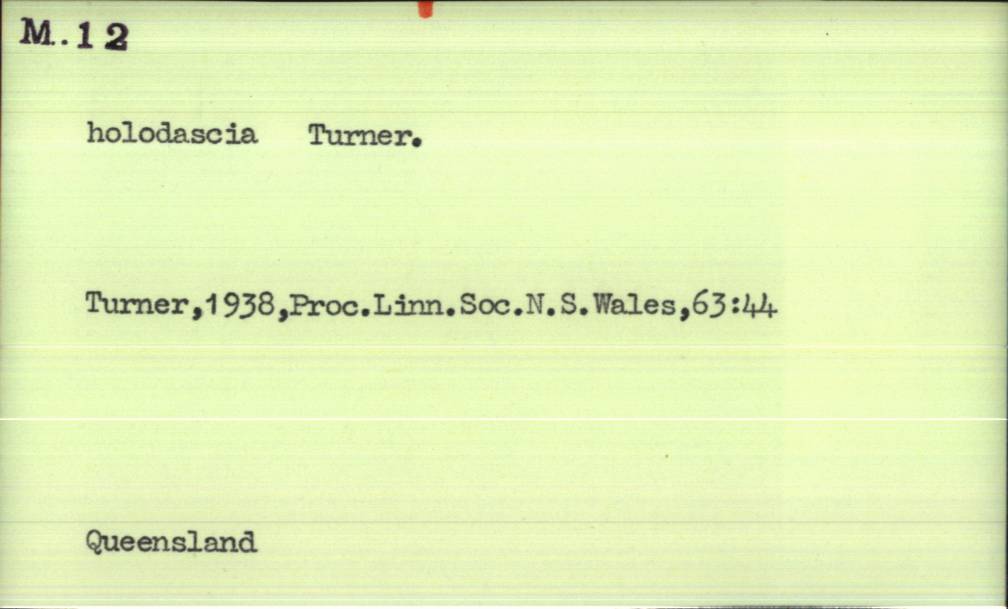 M..12
holodascia Turner.
Turner,1938,Proc.Linn.Soc.N.S.Wales,63:44
Queensland